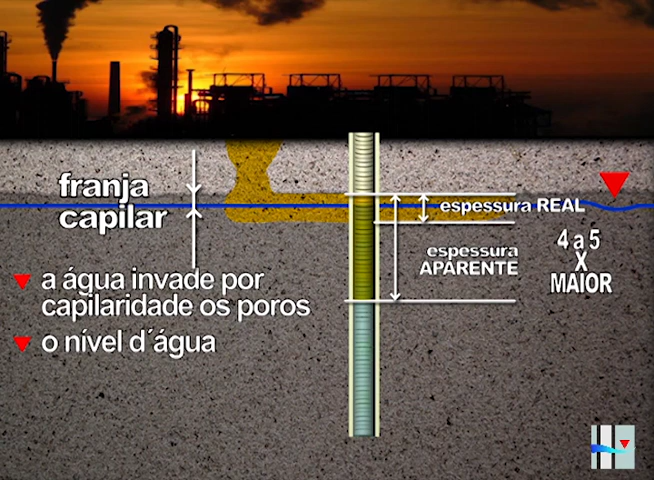 franja
capilar
espessura REAL
espessura
APARENTE
4 a 5
X
MAIOR
a água invade por
capilaridade os poros
o nível d´água